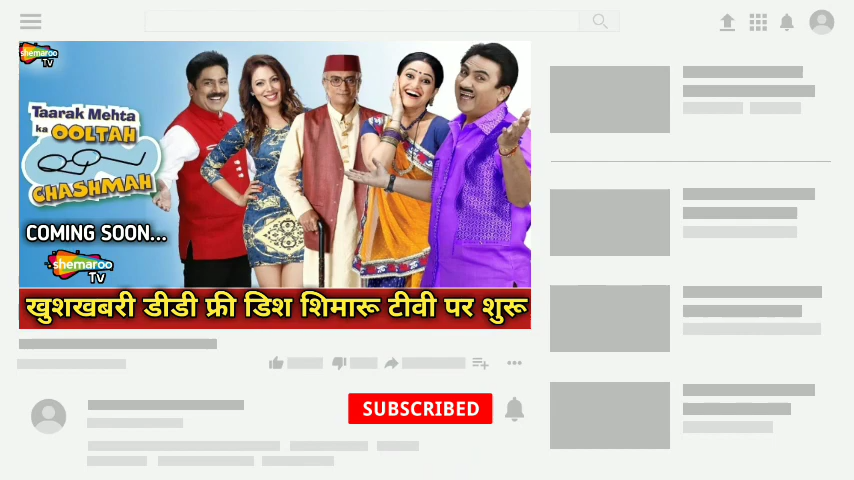 shemaroo
TV
Taarak Mehta
ka OOLTAH
CHASHMAH
COMING SOON...
shemaroo
TV
खुशखबरी डीडी फ्री डिश शिमारू टीवी पर शुरू
SUBSCRIBED